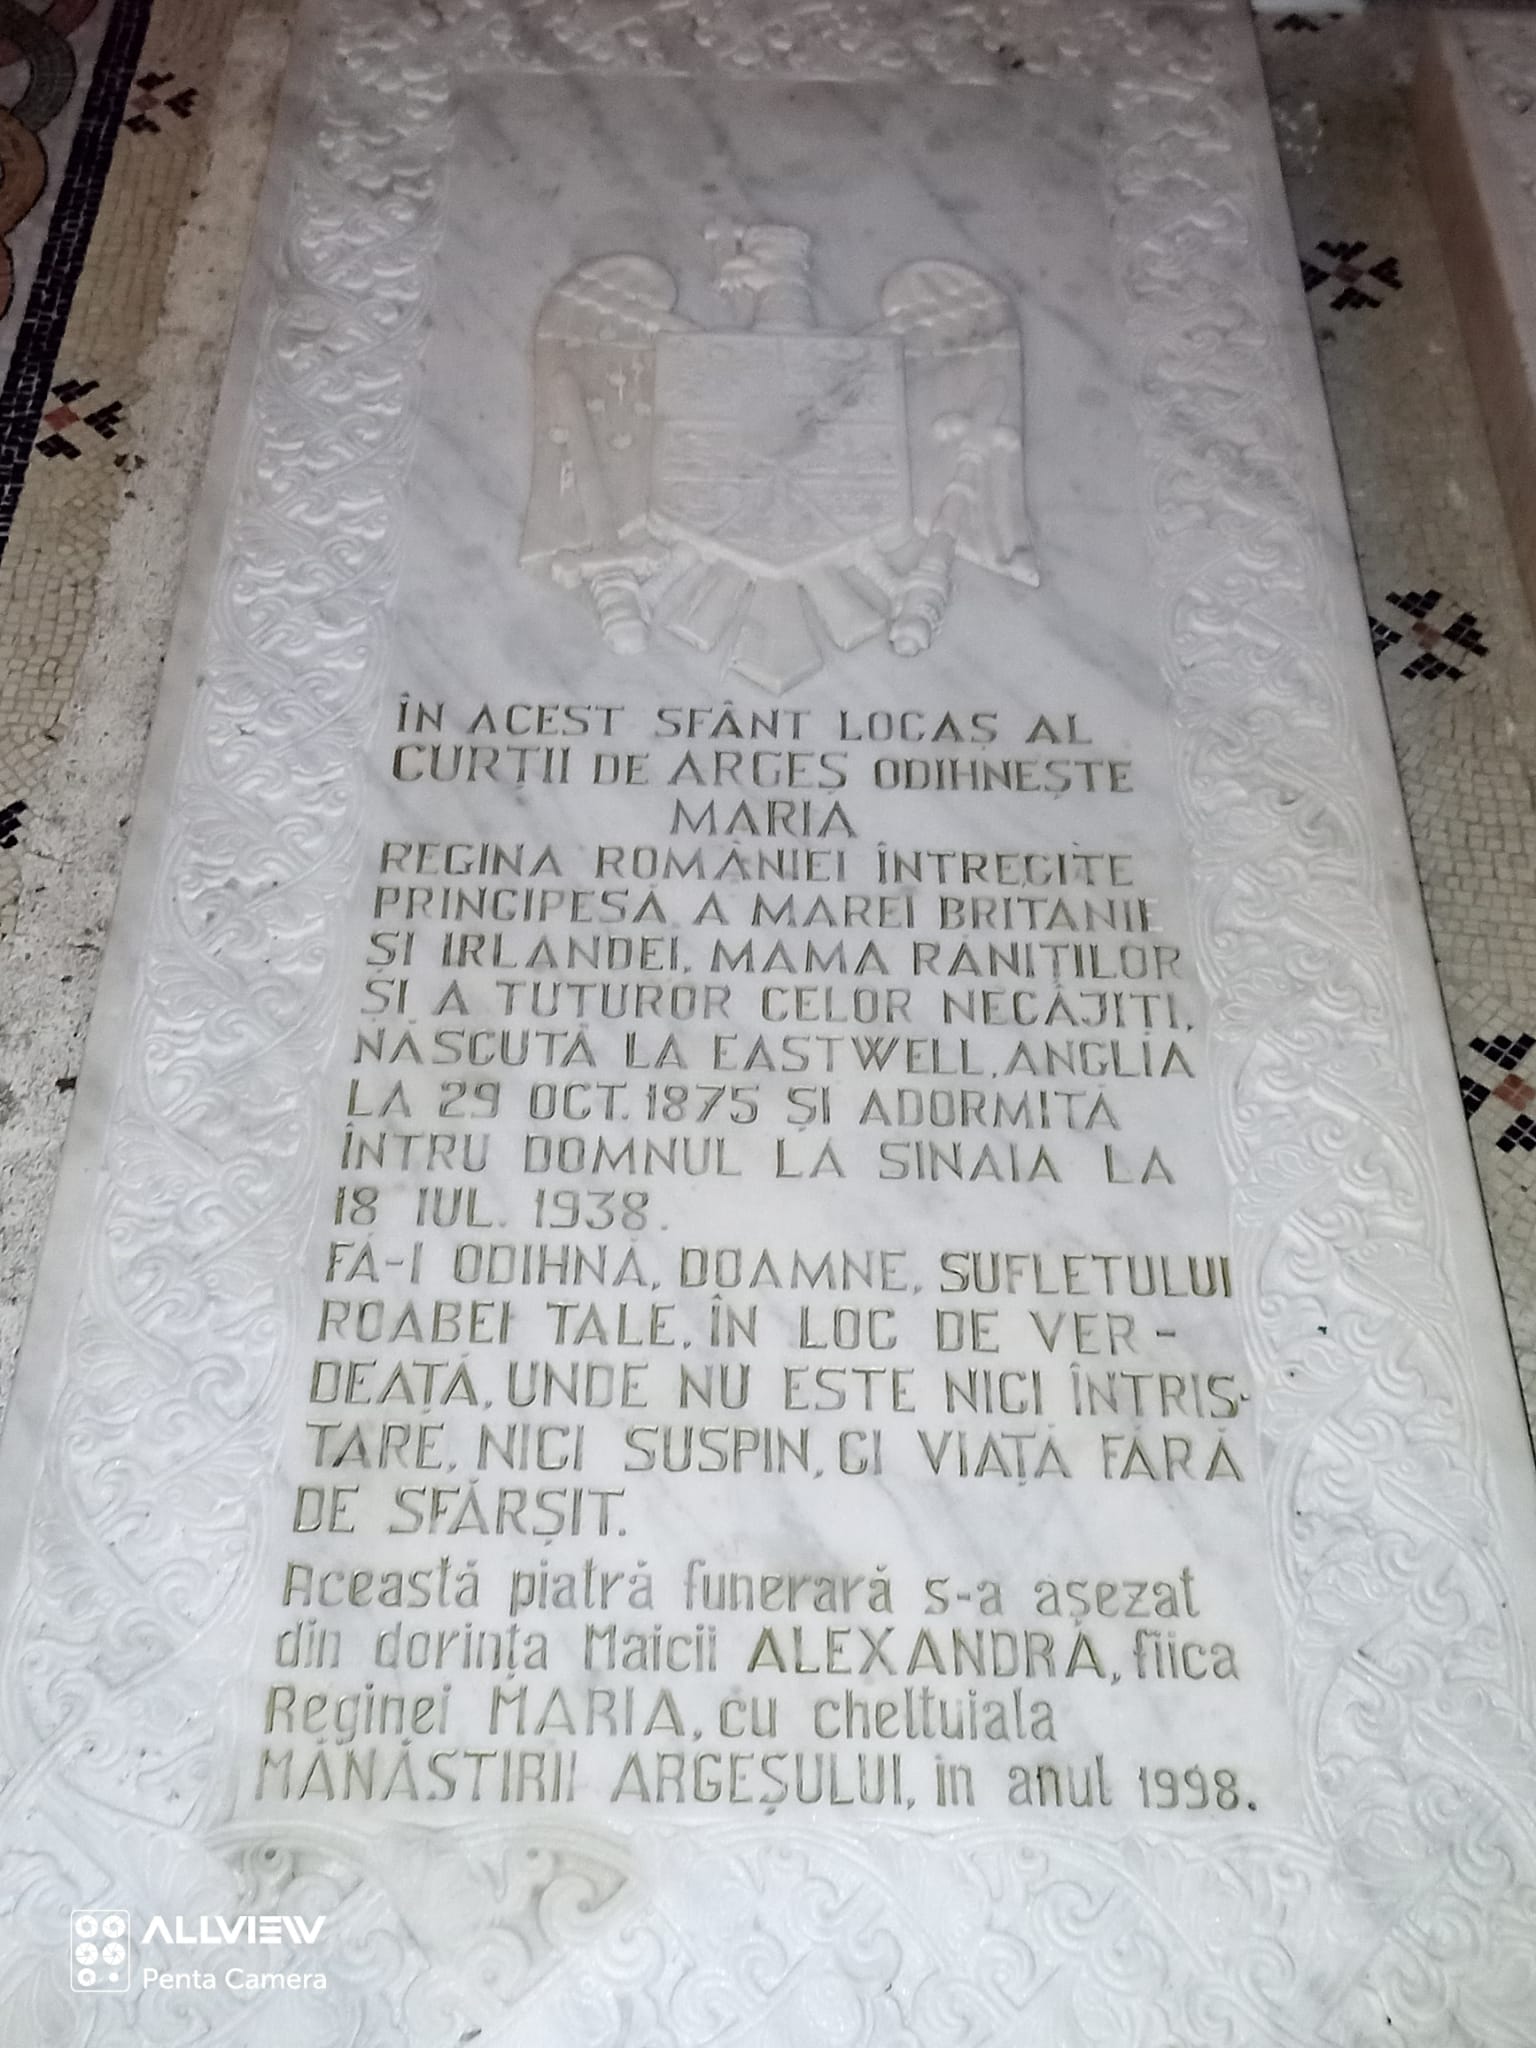 ÎN ACEST SFÂNT LOCAȘ AL
CURȚII DE ARGEȘ ODIHNEȘTE
MARIA
REGINA ROMÂNIEI ÎNTREGITE
PRINCIPESĂ A MAREI BRITANIE
ȘI IRLANDEI, MAMA RĂNIȚILOR
ȘI A TUTUROR CELOR NECĂJIȚI,
NĂSCUTĂ LA EASTWELL, ANGLIA
LA 29 OCT. 1875 ȘI ADORMITĂ
ÎNTRU DOMNUL LA SINAIA LA
18 IUL. 1938.
FĂ-I ODIHNĂ, DOAMNE, SUFLETULUI
ROABEI TALE, ÎN LOC DE VER-
DEAȚĂ, UNDE NU ESTE NICI ÎNTRIS-
TARE, NICI SUSPIN, CI VIAȚĂ FĂRĂ
DE SFÂRȘIT.
Această piatră funerară s-a așezat
din dorința Maicii ALEXANDRA, fiica
Reginei MARIA, cu cheltuiala
MĂNĂSTIRII ARGEȘULUI, in anul 1998.
ALLVIEW
Penta Camera